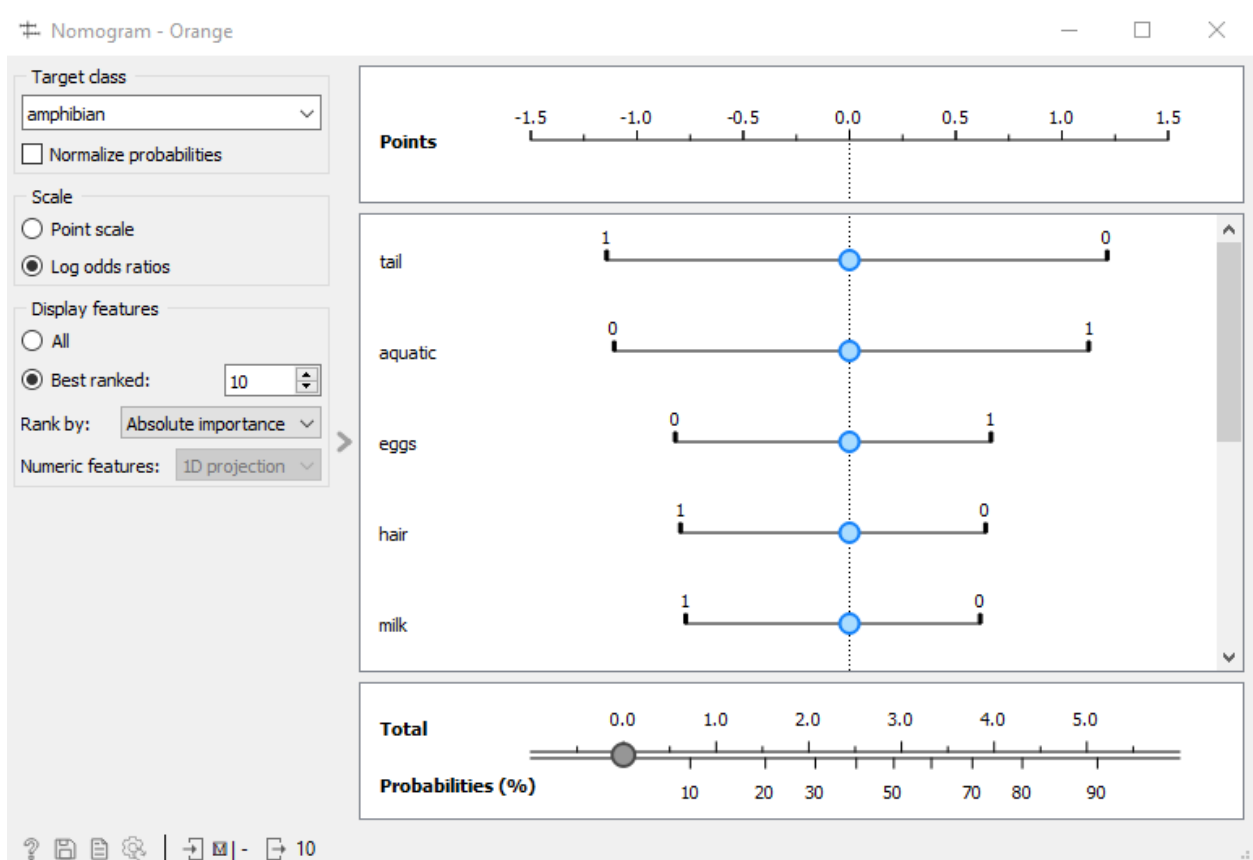 Nomogram - Orange
Target class
amphibian
Normalize probabilities
Scale
Point scale
Log odds ratios
Display features
All
Best ranked: 10
Rank by: Absolute importance
Numeric features: 1D projection
-1.5 -1.0 -0.5 0.0 0.5 1.0 1.5
Points
1 0
tail
0 1
aquatic
0 1
eggs
1 0
hair
1 0
milk
0.0 1.0 2.0 3.0 4.0 5.0
Total
Probabilities (%)
10 20 30 50 70 80 90
? M | - 10